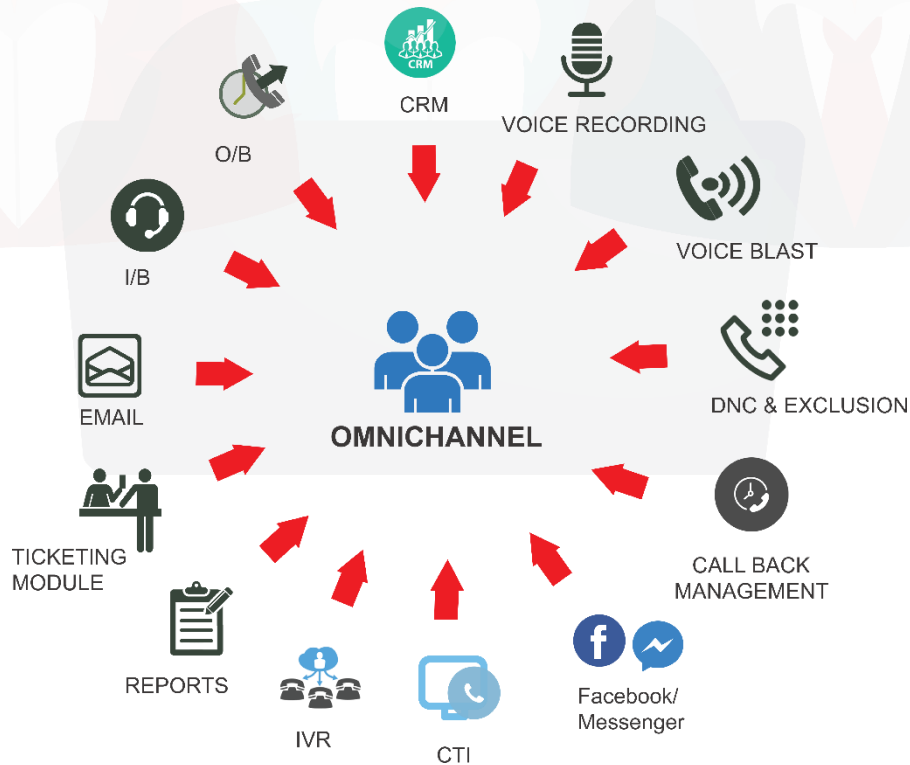 CRM
CRM
VOICE RECORDING
O/B
VOICE BLAST
I/B
DNC & EXCLUSION
EMAIL
OMNICHANNEL
TICKETING
MODULE
CALL BACK
MANAGEMENT
REPORTS
f
Facebook/
Messenger
IVR
CTI